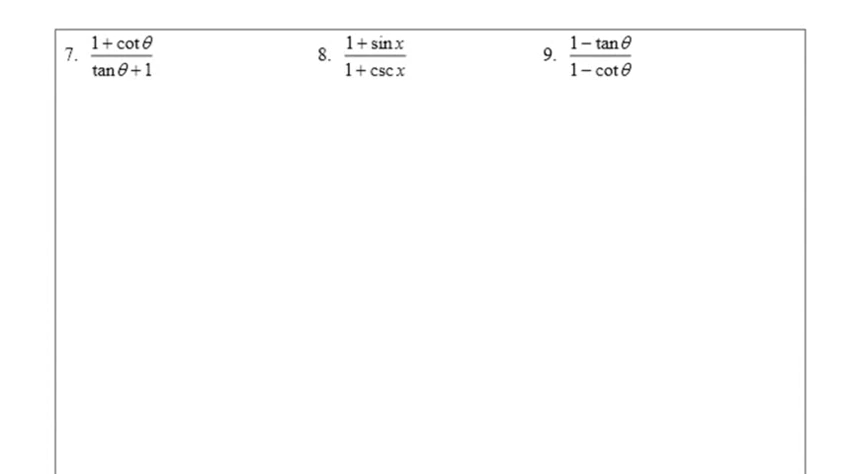 7. (1 + cot θ)/(tan θ + 1) 8. (1 + sin x)/(1 + csc x) 9. (1 − tan θ)/(1 − cot θ)